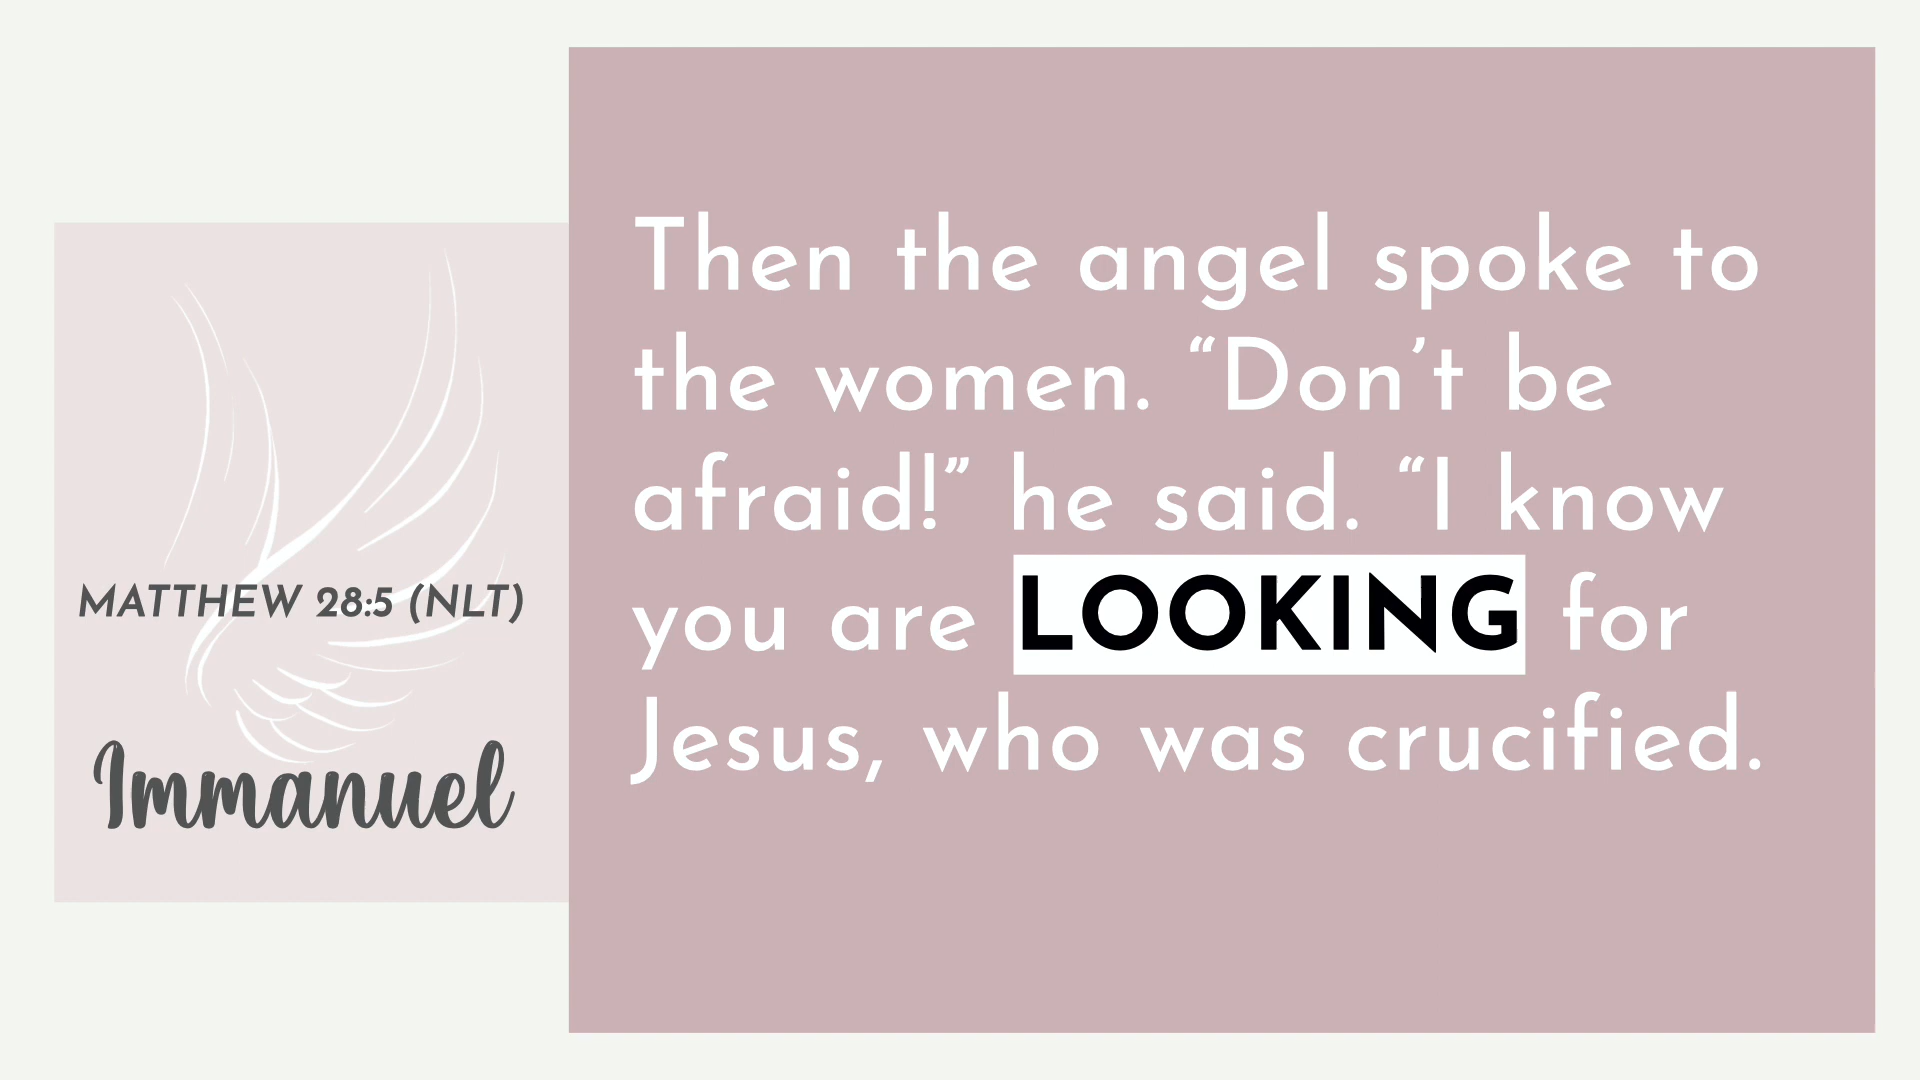 MATTHEW 28:5 (NLT)
Immanuel
Then the angel spoke to
the women. “Don’t be
afraid!” he said. “I know
you are LOOKING for
Jesus, who was crucified.